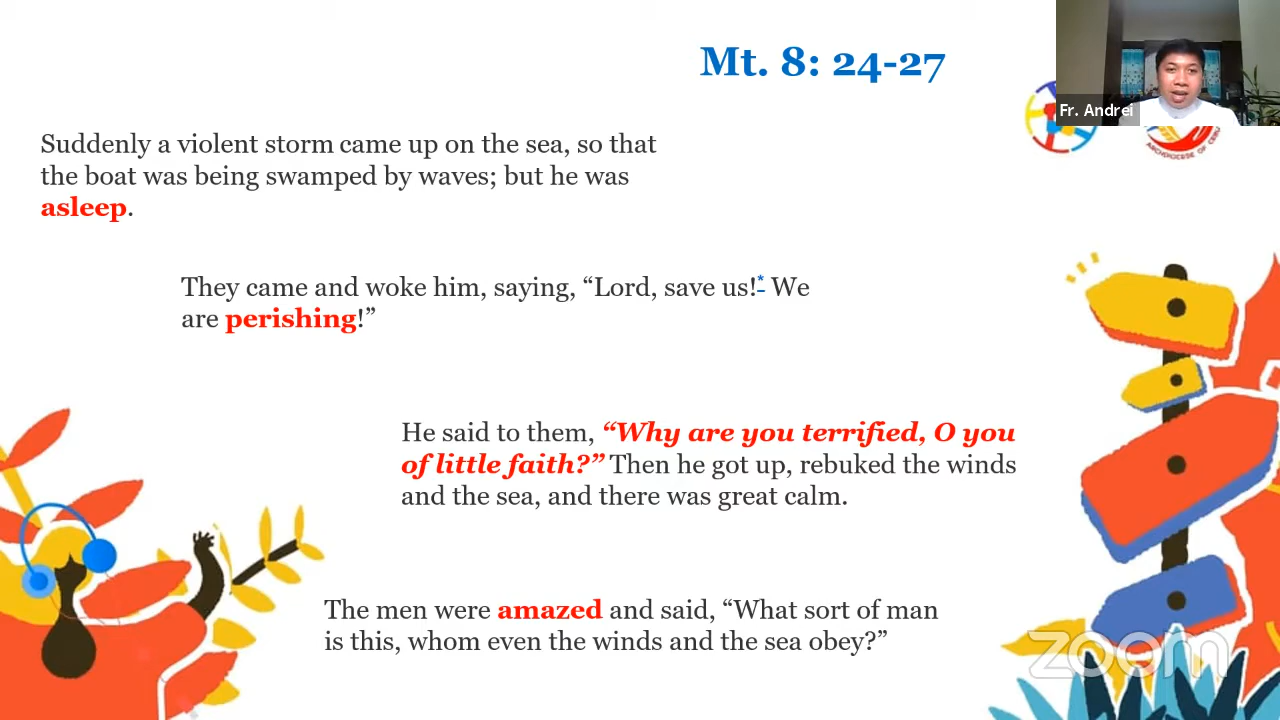 Mt. 8: 24-27
Fr. Andrei
ARCHDIOCESE OF CEBU
Suddenly a violent storm came up on the sea, so that
the boat was being swamped by waves; but he was
asleep.
They came and woke him, saying, “Lord, save us!* We
are perishing!”
He said to them, “Why are you terrified, O you
of little faith?” Then he got up, rebuked the winds
and the sea, and there was great calm.
The men were amazed and said, “What sort of man
is this, whom even the winds and the sea obey?”
zoom